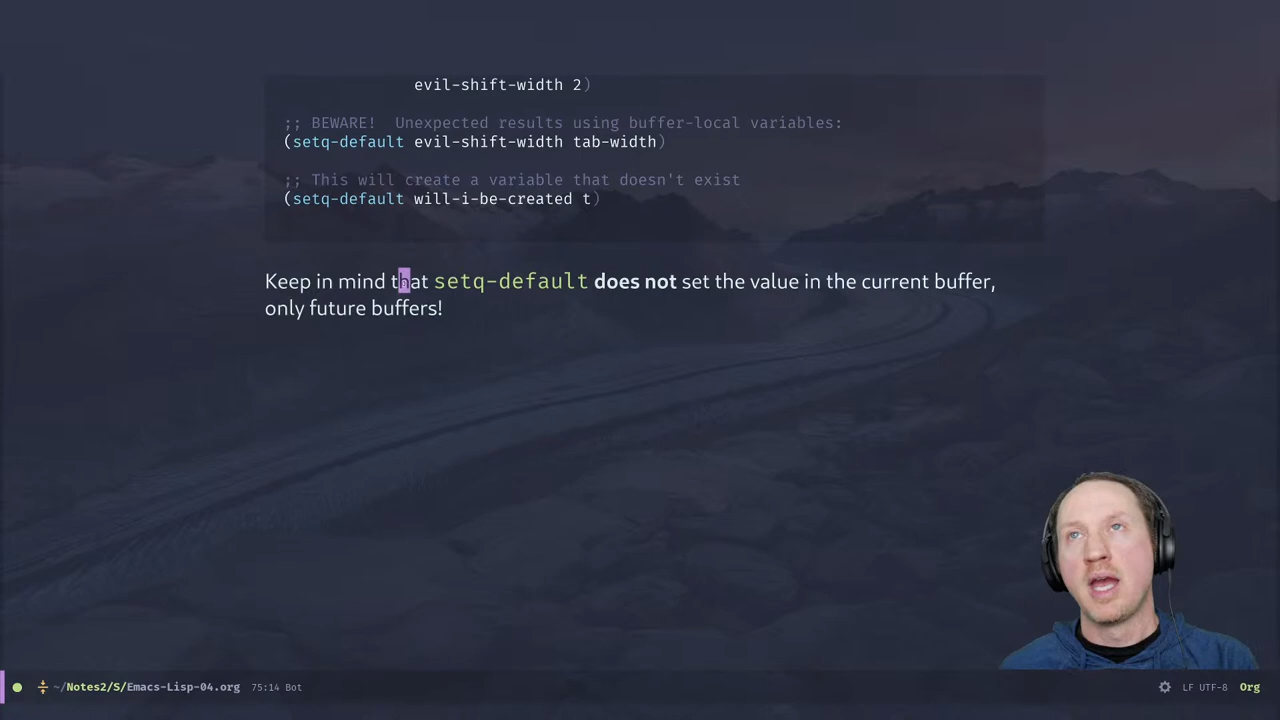 evil-shift-width 2)
;; BEWARE!  Unexpected results using buffer-local variables:
(setq-default evil-shift-width tab-width)
;; This will create a variable that doesn't exist
(setq-default will-i-be-created t)
Keep in mind that setq-default does not set the value in the current buffer,
only future buffers!
~/Notes2/S/Emacs-Lisp-04.org 75:14 Bot LF UTF-8 Org